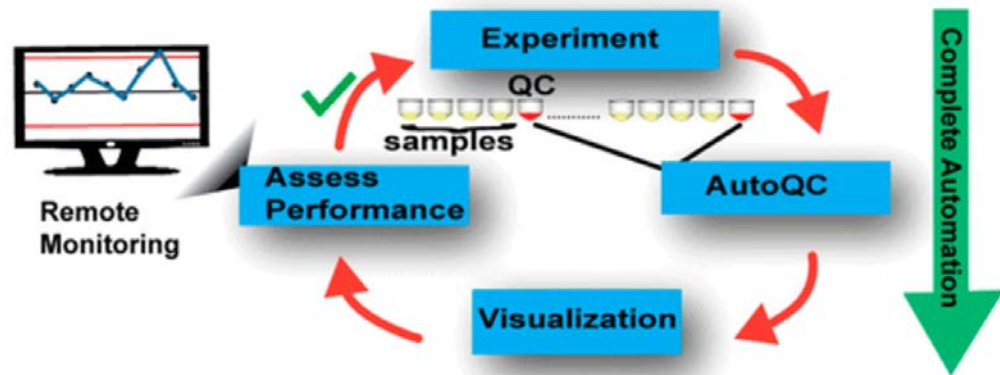 Experiment
QC
samples
Assess
Performance
AutoQC
Remote
Monitoring
Visualization
Complete Automation